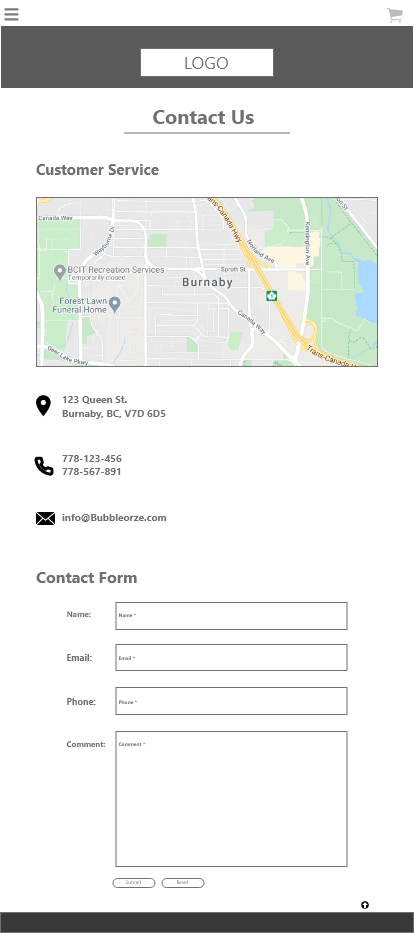 LOGO
Contact Us
Customer Service
Canada Way
Wayburne Dr
BCIT Recreation Services
Temporarily closed
Forest Lawn
Funeral Home
Deer Lake Pkwy
Burnaby
Sprott St
Norland Ave
Kensington Ave
Trans-Canada Hwy
Canada Way
Trans-Canada Hwy
123 Queen St.
Burnaby, BC, V7D 6D5
778-123-456
778-567-891
info@Bubbleorze.com
Contact Form
Name:
Name *
Email:
Email *
Phone:
Phone *
Comment:
Comment *
Submit
Reset